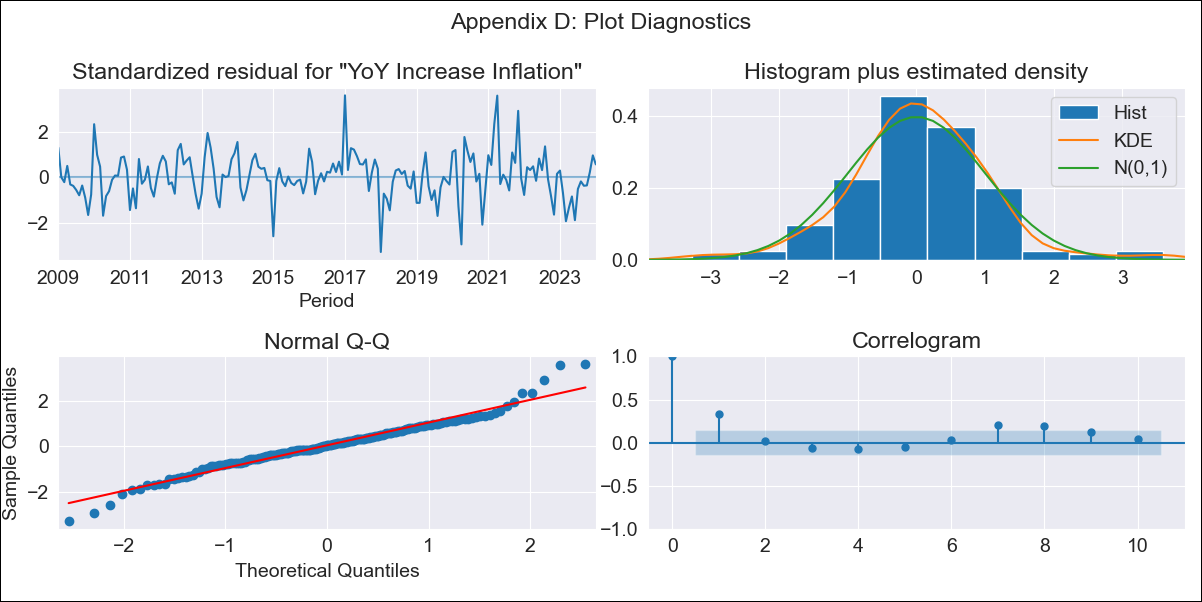 Appendix D: Plot Diagnostics
Standardized residual for "YoY Increase Inflation"
2
0
−2
2009 2011 2013 2015 2017 2019 2021 2023
Period
Histogram plus estimated density
0.4
0.2
0.0
Hist
KDE
N(0,1)
−3 −2 −1 0 1 2 3
Normal Q-Q
Sample Quantiles
2
0
−2
−2 −1 0 1 2
Theoretical Quantiles
Correlogram
1.0
0.5
0.0
−0.5
−1.0
0 2 4 6 8 10